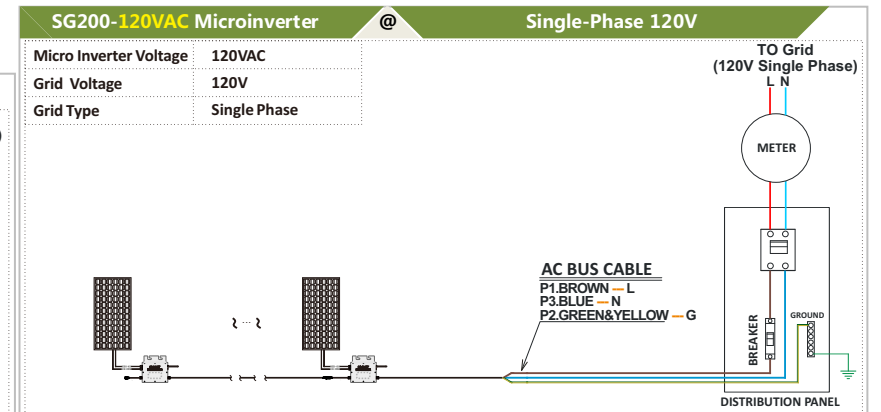 SG200-120VAC Microinverter @ Single-Phase 120V
Micro Inverter Voltage 120VAC
Grid Voltage 120V
Grid Type Single Phase
TO Grid
(120V Single Phase)
L N
METER
AC BUS CABLE
P1.BROWN — L
P3.BLUE — N
P2.GREEN&YELLOW — G
BREAKER
GROUND
DISTRIBUTION PANEL